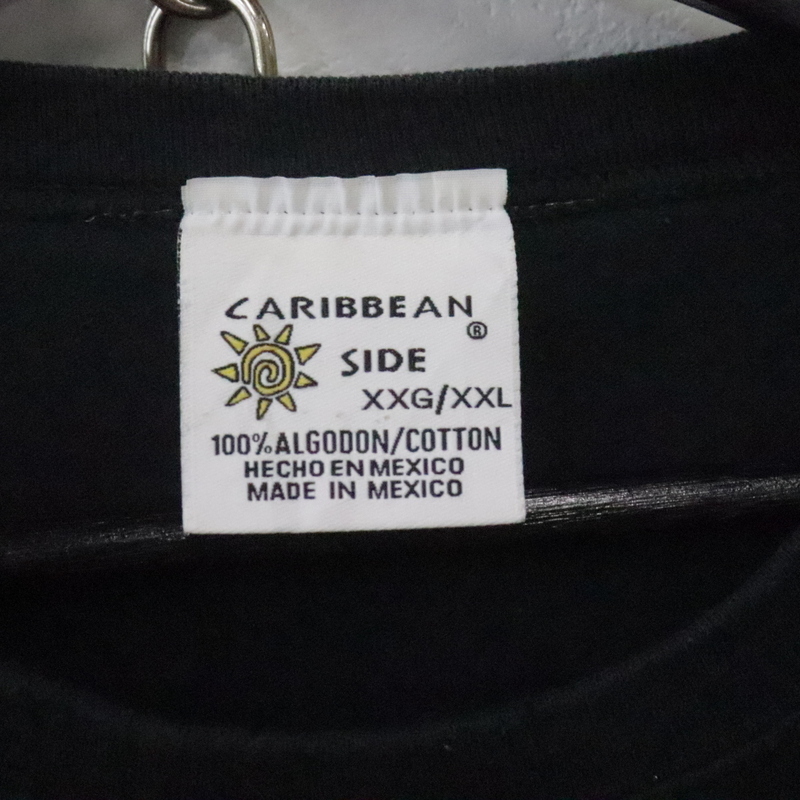 CARIBBEAN
®
SIDE
XXG/XXL
100% ALGODON/COTTON
HECHO EN MEXICO
MADE IN MEXICO